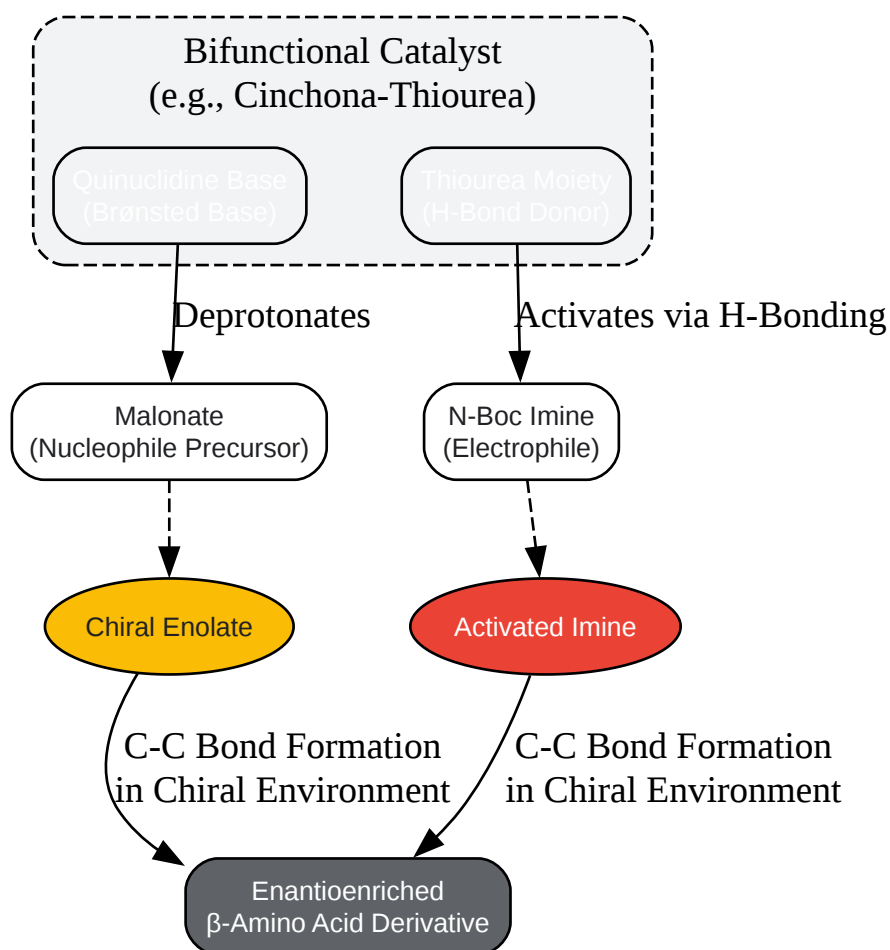 Bifunctional Catalyst
(e.g., Cinchona-Thiourea)
Quinuclidine Base
(Brønsted Base)
Thiourea Moiety
(H-Bond Donor)
Deprotonates
Activates via H-Bonding
Malonate
(Nucleophile Precursor)
N-Boc Imine
(Electrophile)
Chiral Enolate
Activated Imine
C-C Bond Formation
in Chiral Environment
C-C Bond Formation
in Chiral Environment
Enantioenriched
β-Amino Acid Derivative